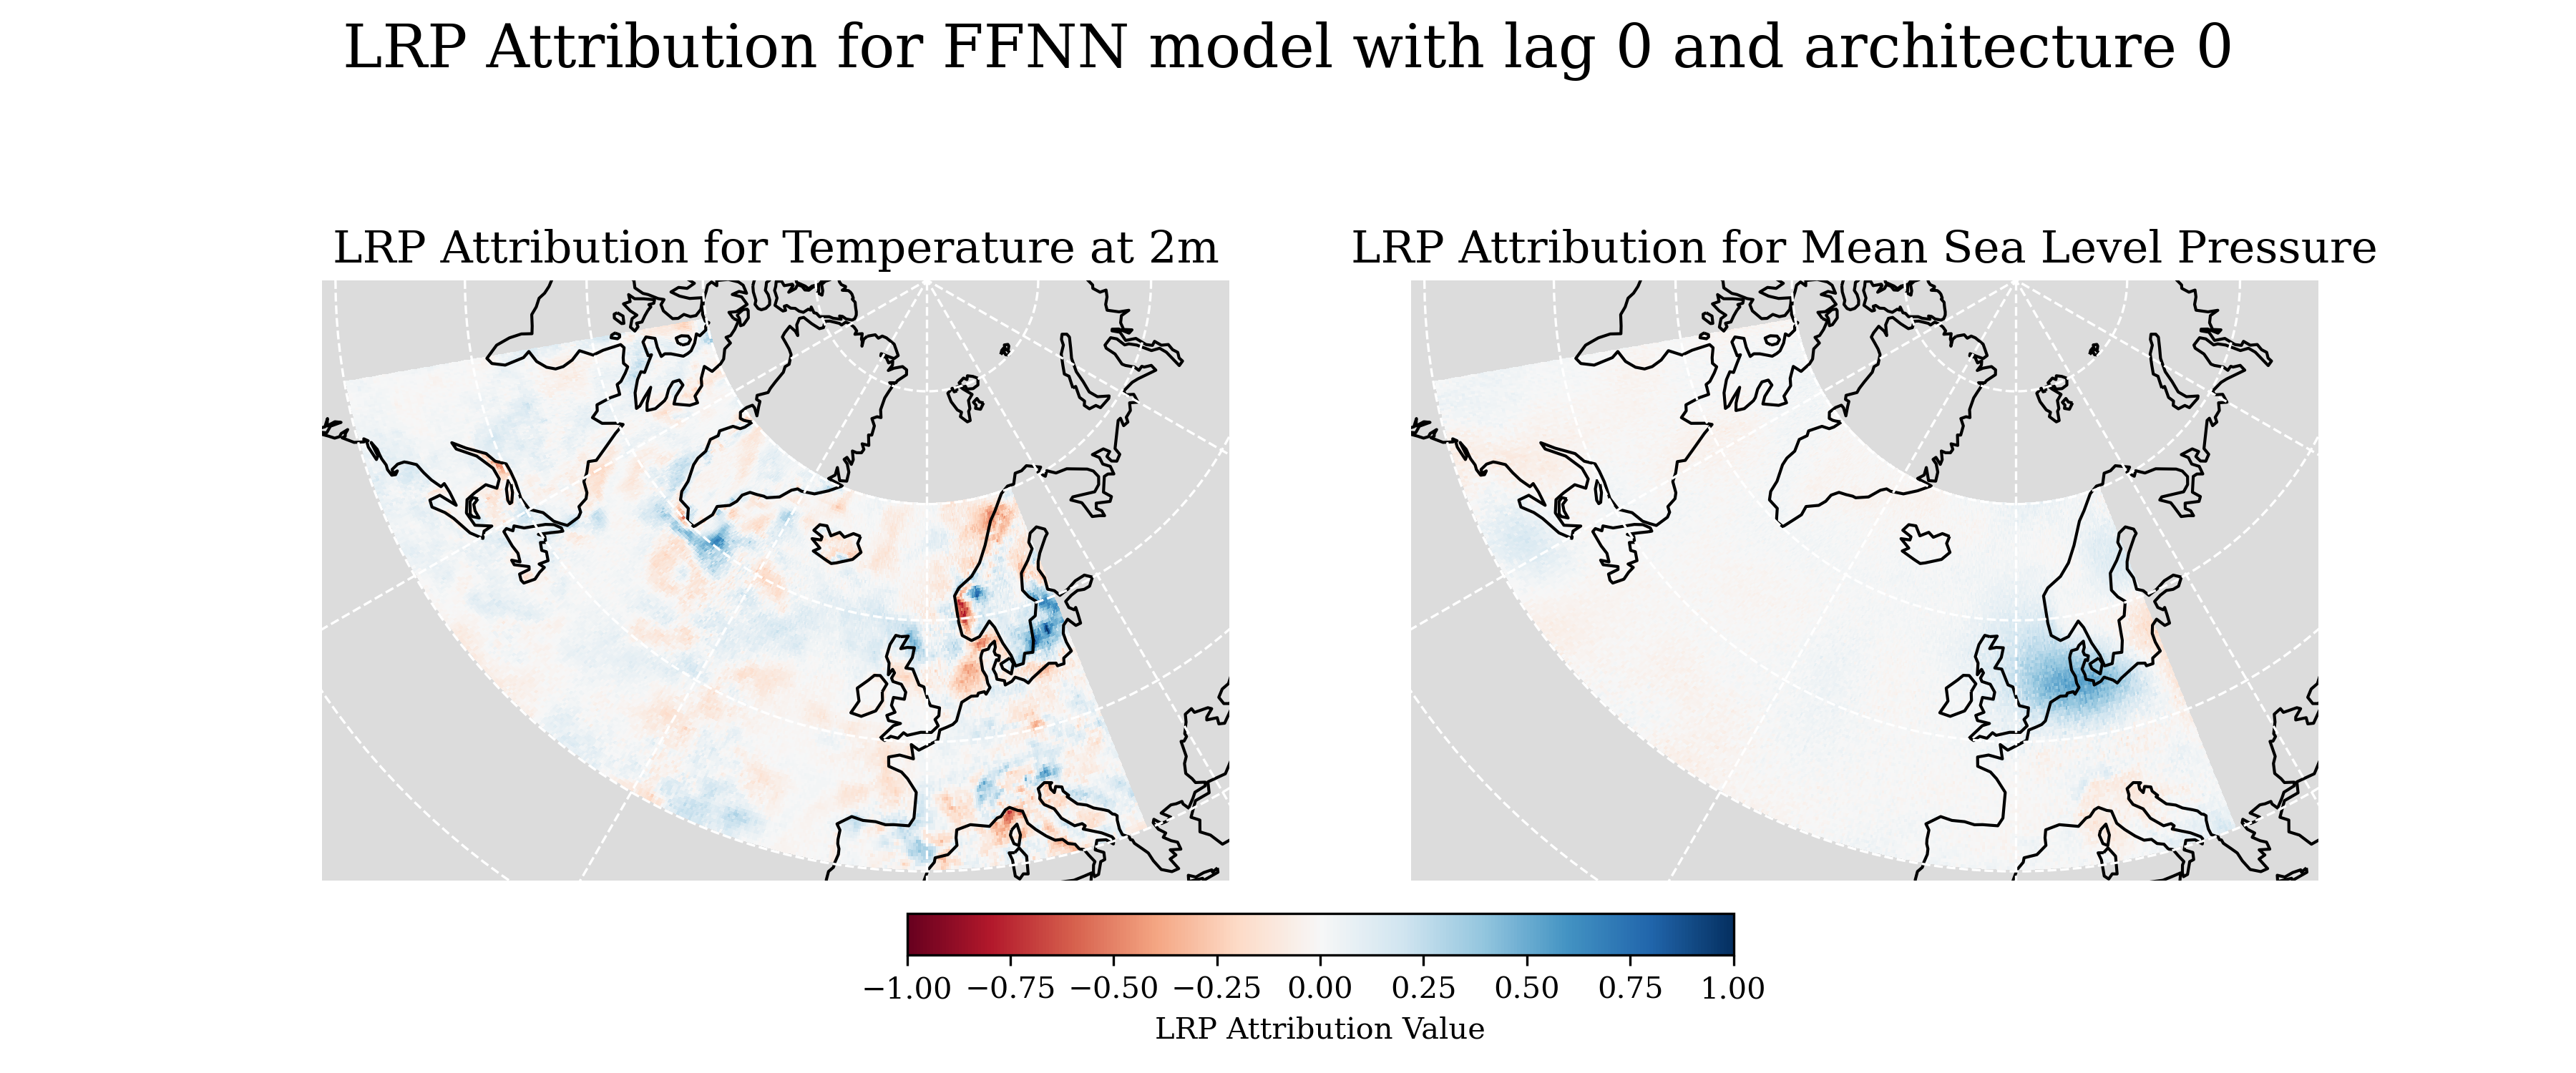 LRP Attribution for FFNN model with lag 0 and architecture 0
LRP Attribution for Temperature at 2m
LRP Attribution for Mean Sea Level Pressure
−1.00 −0.75 −0.50 −0.25 0.00 0.25 0.50 0.75 1.00
LRP Attribution Value